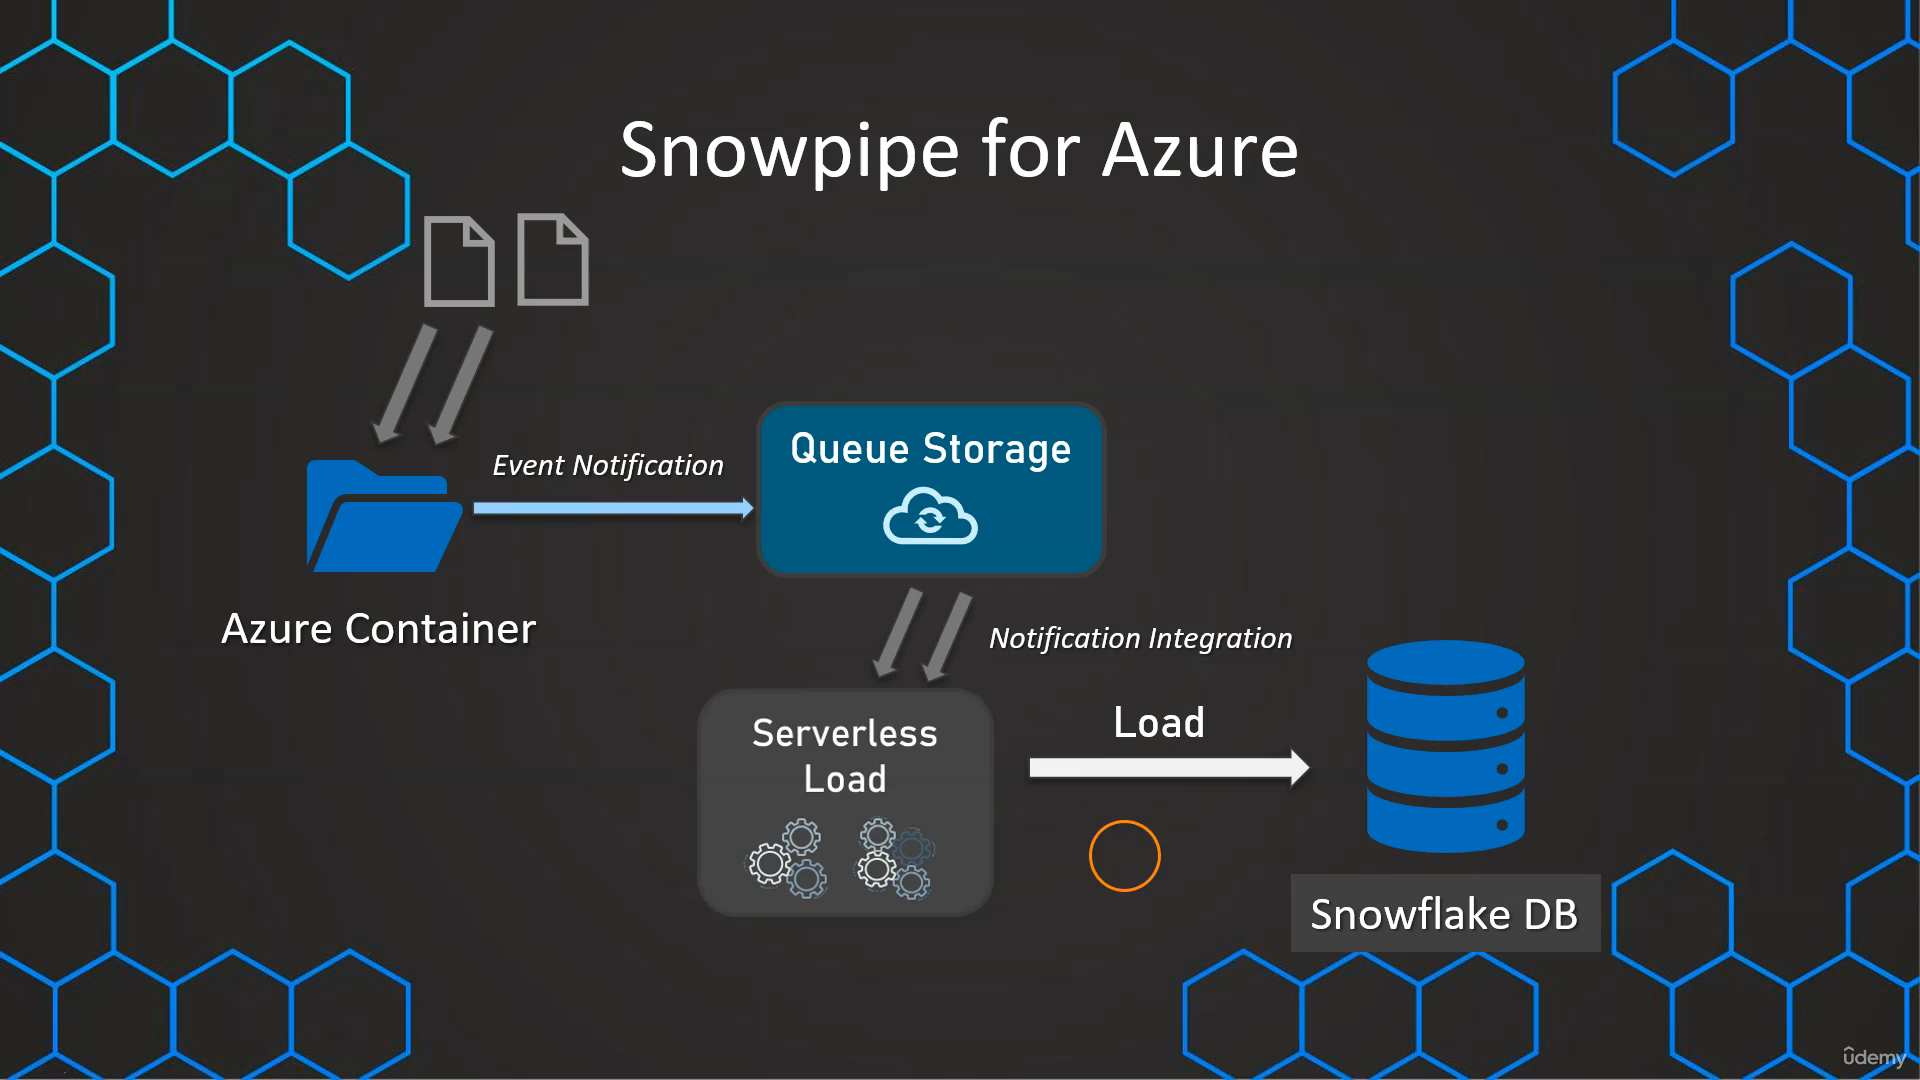 Snowpipe for Azure
Event Notification
Queue Storage
Azure Container
Notification Integration
Serverless
Load
Load
Snowflake DB
ûdemy